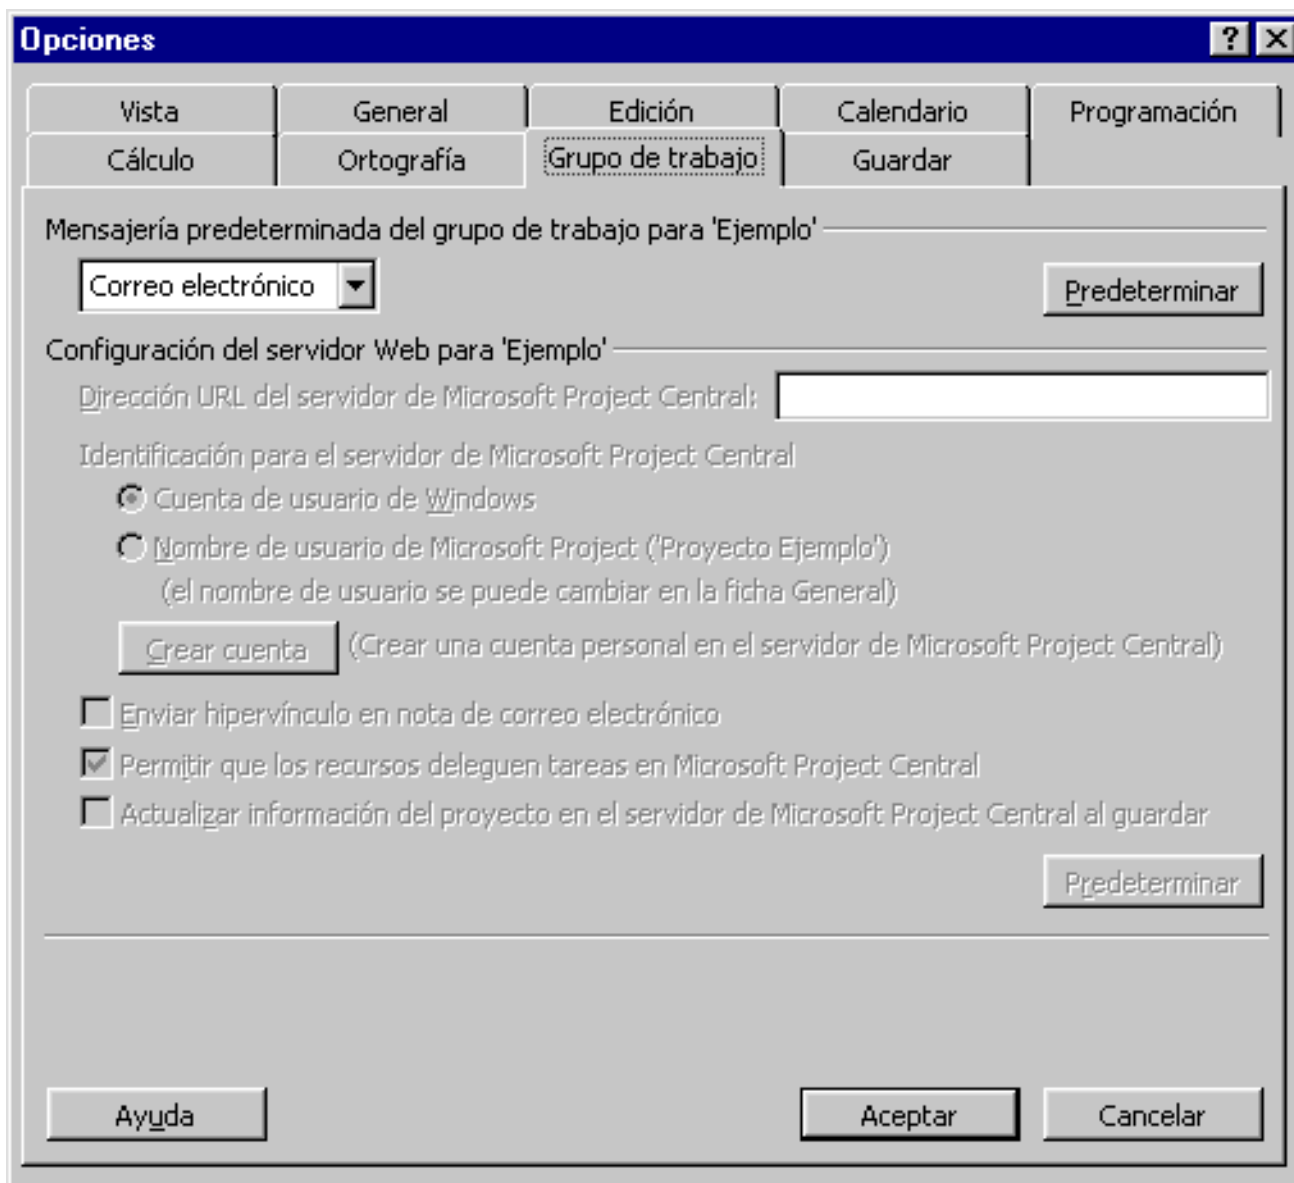 Opciones
Vista General Edición Calendario Programación
Cálculo Ortografía Grupo de trabajo Guardar
Mensajería predeterminada del grupo de trabajo para 'Ejemplo'
Correo electrónico Predeterminar
Configuración del servidor Web para 'Ejemplo'
Dirección URL del servidor de Microsoft Project Central:
Identificación para el servidor de Microsoft Project Central
Cuenta de usuario de Windows
Nombre de usuario de Microsoft Project ('Proyecto Ejemplo')
(el nombre de usuario se puede cambiar en la ficha General)
Crear cuenta (Crear una cuenta personal en el servidor de Microsoft Project Central)
Enviar hipervínculo en nota de correo electrónico
Permitir que los recursos deleguen tareas en Microsoft Project Central
Actualizar información del proyecto en el servidor de Microsoft Project Central al guardar
Predeterminar
Ayuda Aceptar Cancelar